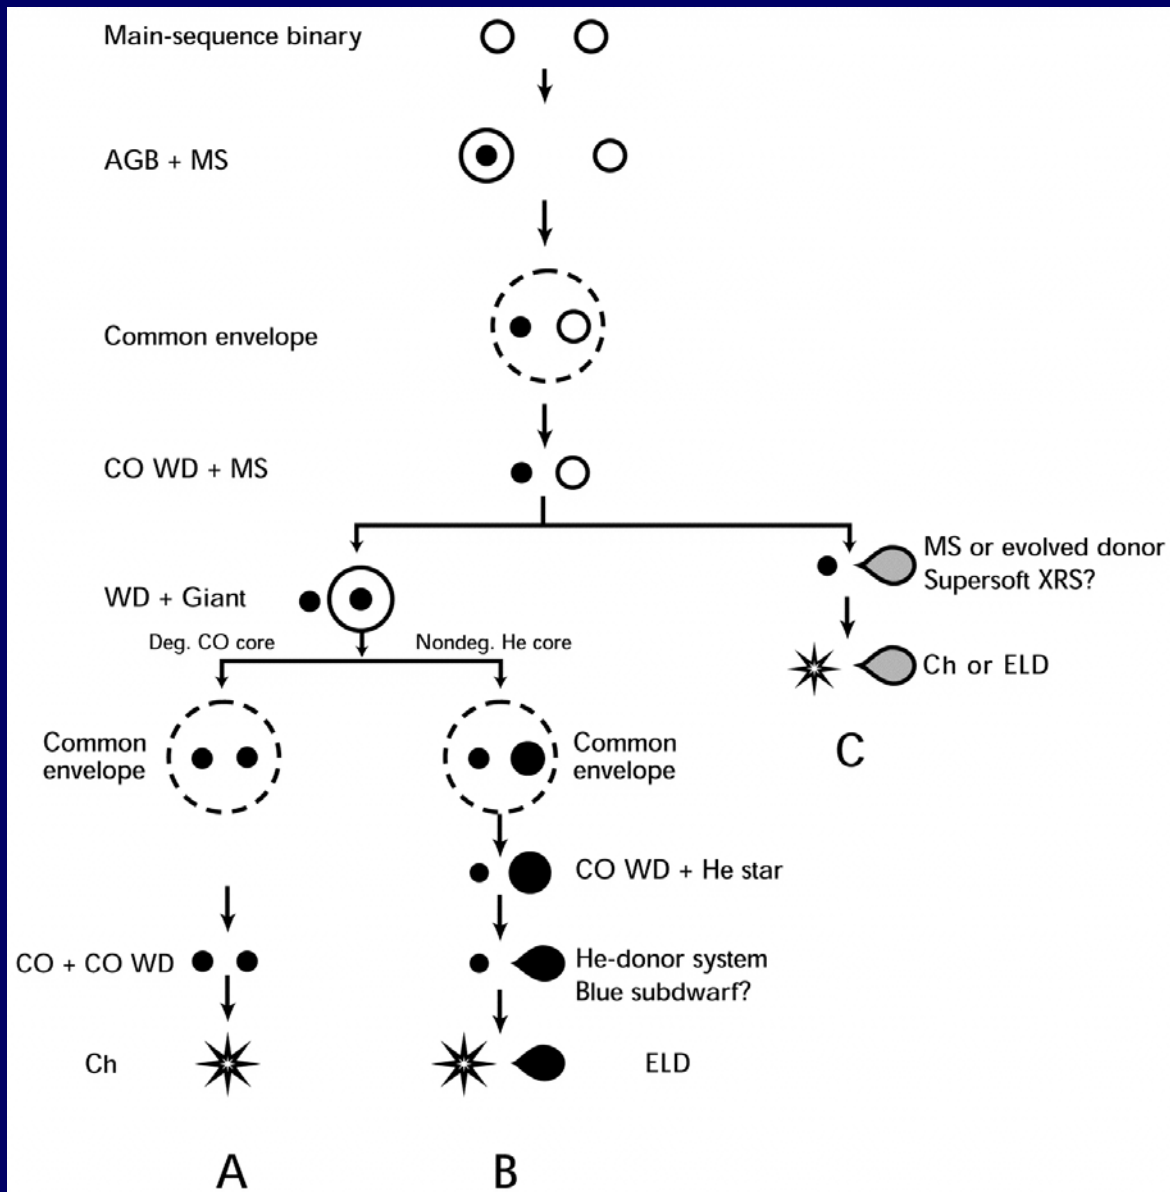 Main-sequence binary
AGB + MS
Common envelope
CO WD + MS
MS or evolved donor
Supersoft XRS?
WD + Giant
Deg. CO core
Nondeg. He core
Ch or ELD
C
Common
envelope
Common
envelope
CO WD + He star
CO + CO WD
He-donor system
Blue subdwarf?
Ch
ELD
A
B